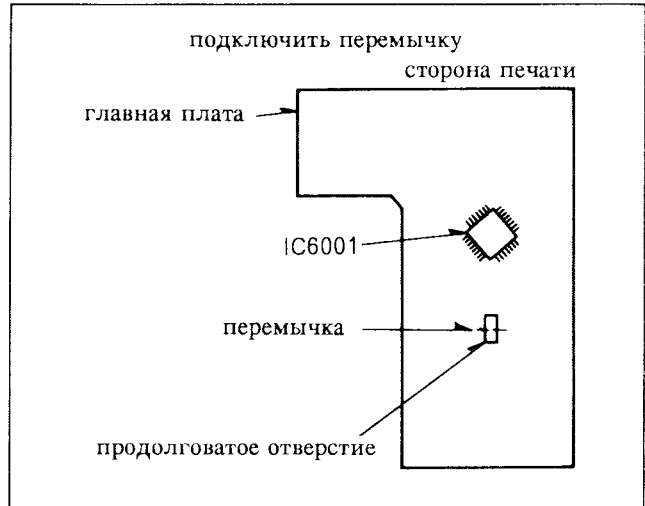 подключить перемычку
сторона печати
главная плата
IC6001
перемычка
продолговатое отверстие